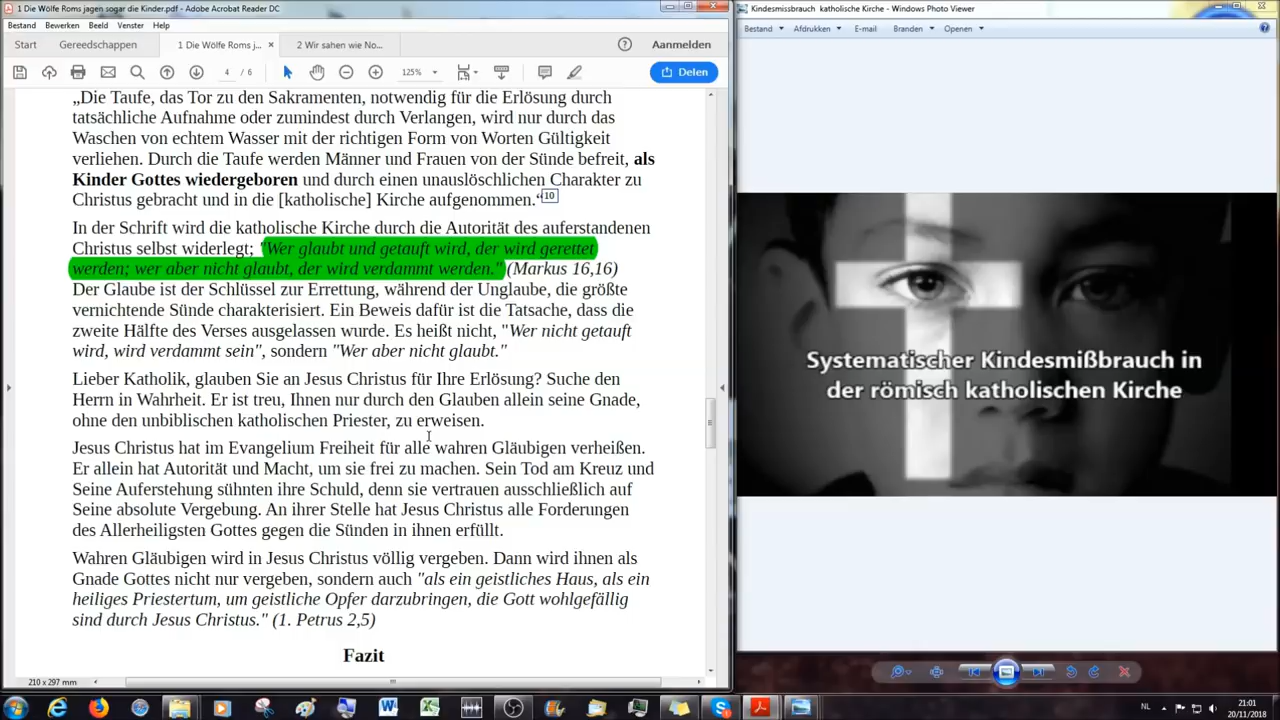 1 Die Wölfe Roms jagen sogar die Kinder.pdf - Adobe Acrobat Reader DC
Bestand Bewerken Beeld Venster Help
Start Gereedschappen 1 Die Wölfe Roms j... × 2 Wir sahen wie No... Aanmelden
4 / 6 125% Delen
„Die Taufe, das Tor zu den Sakramenten, notwendig für die Erlösung durch
tatsächliche Aufnahme oder zumindest durch Verlangen, wird nur durch das
Waschen von echtem Wasser mit der richtigen Form von Worten Gültigkeit
verliehen. Durch die Taufe werden Männer und Frauen von der Sünde befreit, als
Kinder Gottes wiedergeboren und durch einen unauslöschlichen Charakter zu
Christus gebracht und in die [katholische] Kirche aufgenommen.“10
In der Schrift wird die katholische Kirche durch die Autorität des auferstandenen
Christus selbst widerlegt; "Wer glaubt und getauft wird, der wird gerettet
werden; wer aber nicht glaubt, der wird verdammt werden." (Markus 16,16)
Der Glaube ist der Schlüssel zur Errettung, während der Unglaube, die größte
vernichtende Sünde charakterisiert. Ein Beweis dafür ist die Tatsache, dass die
zweite Hälfte des Verses ausgelassen wurde. Es heißt nicht, "Wer nicht getauft
wird, wird verdammt sein", sondern "Wer aber nicht glaubt."
Lieber Katholik, glauben Sie an Jesus Christus für Ihre Erlösung? Suche den
Herrn in Wahrheit. Er ist treu, Ihnen nur durch den Glauben allein seine Gnade,
ohne den unbiblischen katholischen Priester, zu erweisen.
Jesus Christus hat im Evangelium Freiheit für alle wahren Gläubigen verheißen.
Er allein hat Autorität und Macht, um sie frei zu machen. Sein Tod am Kreuz und
Seine Auferstehung sühnten ihre Schuld, denn sie vertrauen ausschließlich auf
Seine absolute Vergebung. An ihrer Stelle hat Jesus Christus alle Forderungen
des Allerheiligsten Gottes gegen die Sünden in ihnen erfüllt.
Wahren Gläubigen wird in Jesus Christus völlig vergeben. Dann wird ihnen als
Gnade Gottes nicht nur vergeben, sondern auch "als ein geistliches Haus, als ein
heiliges Priestertum, um geistliche Opfer darzubringen, die Gott wohlgefällig
sind durch Jesus Christus." (1. Petrus 2,5)
Fazit
210 x 297 mm
Kindesmissbrauch katholische Kirche - Windows Photo Viewer
Bestand Afdrukken E-mail Branden Openen
Systematischer Kindesmißbrauch in
der römisch katholischen Kirche
NL
21:01
20/11/2018